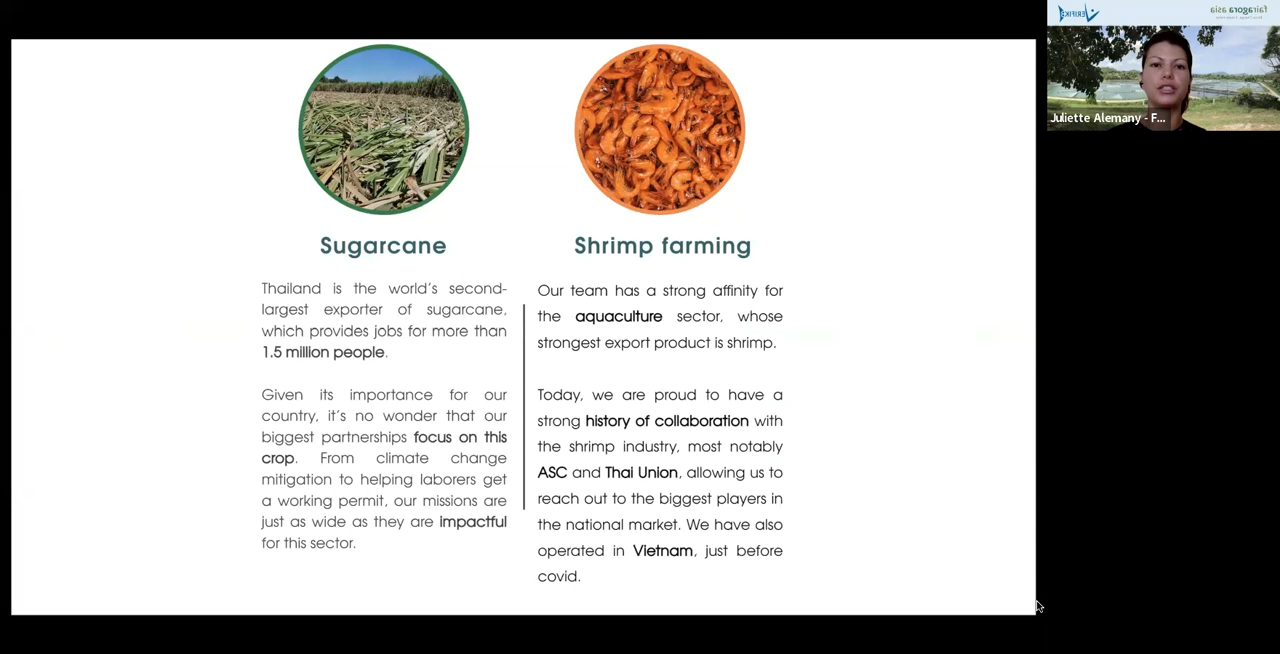 Sugarcane
Thailand is the world's second-
largest exporter of sugarcane,
which provides jobs for more than
1.5 million people.
Given its importance for our
country, it's no wonder that our
biggest partnerships focus on this
crop. From climate change
mitigation to helping laborers get
a working permit, our missions are
just as wide as they are impactful
for this sector.
Shrimp farming
Our team has a strong affinity for
the aquaculture sector, whose
strongest export product is shrimp.
Today, we are proud to have a
strong history of collaboration with
the shrimp industry, most notably
ASC and Thai Union, allowing us to
reach out to the biggest players in
the national market. We have also
operated in Vietnam, just before
covid.
VERIFIK8
fairagora asia
Juliette Alemany - F...